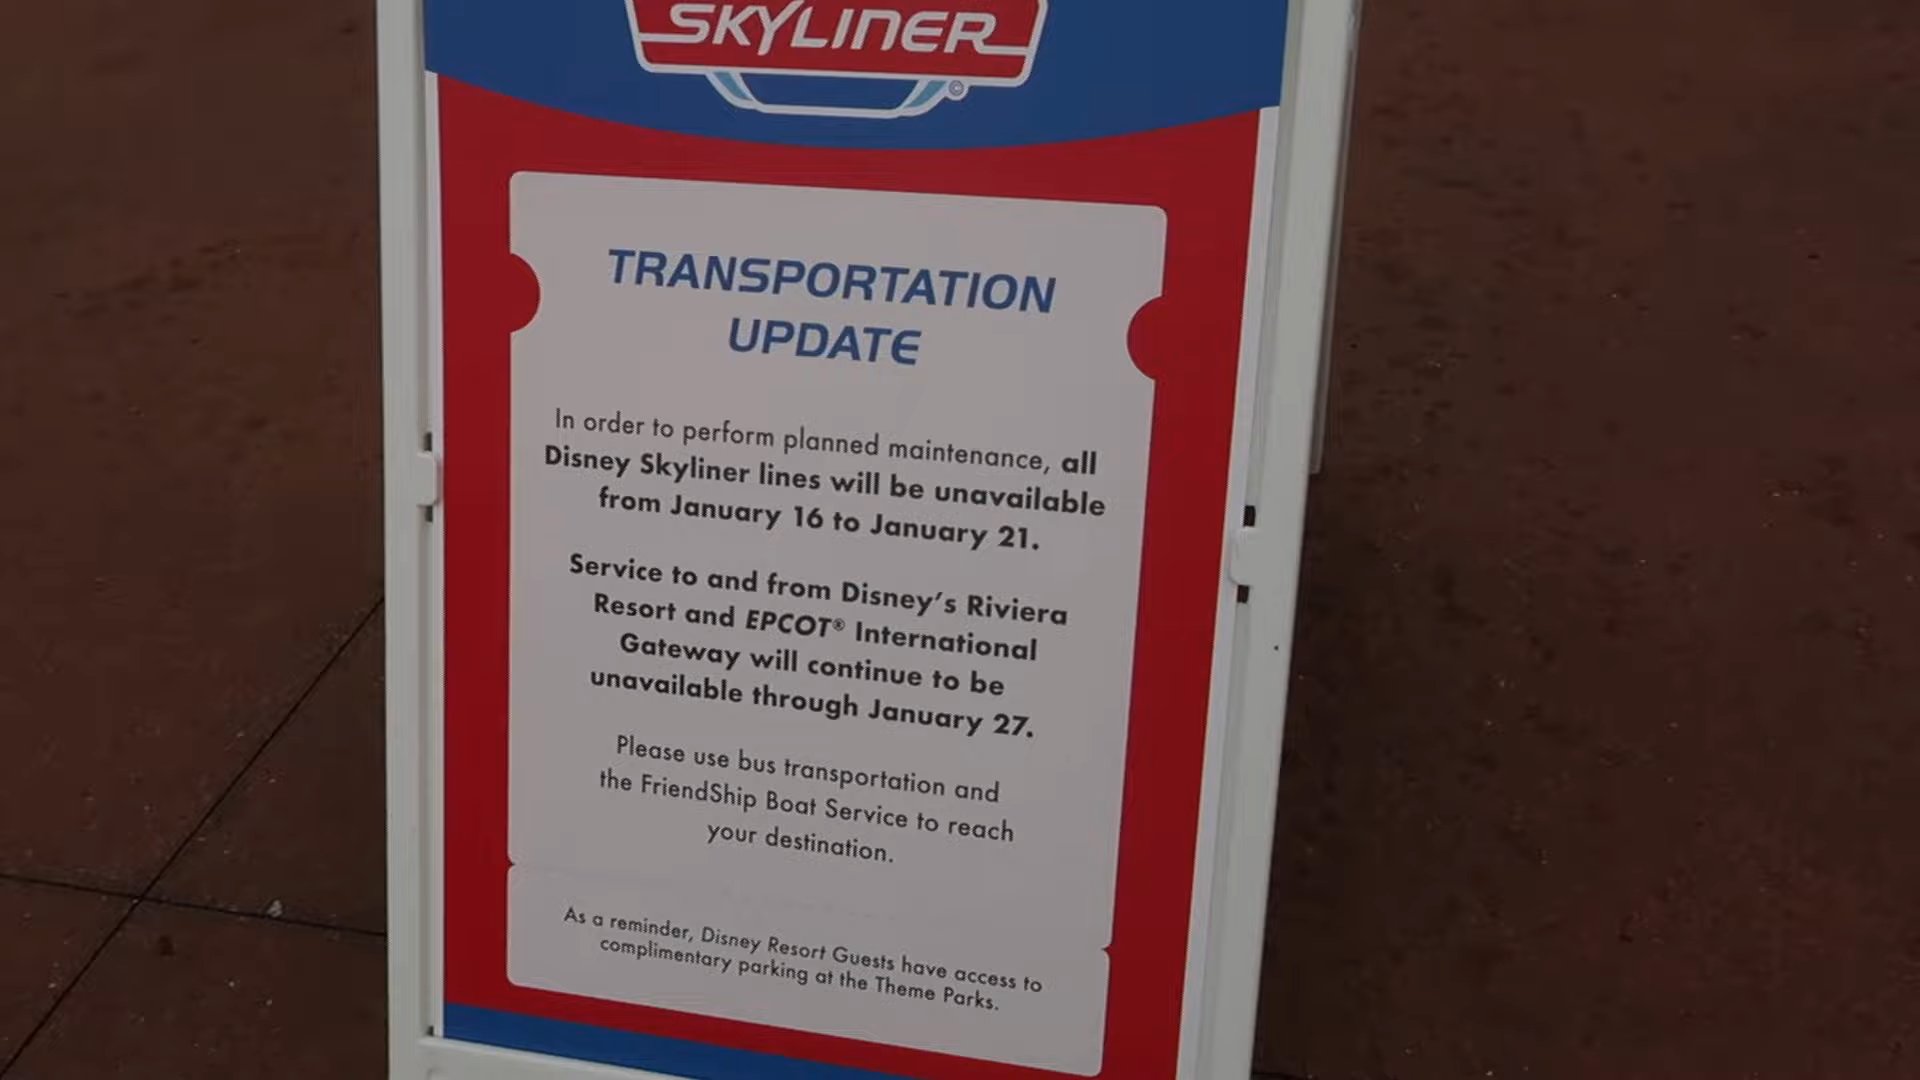 SKYLINER
©
TRANSPORTATION
UPDATE
In order to perform planned maintenance, all
Disney Skyliner lines will be unavailable
from January 16 to January 21.
Service to and from Disney's Riviera
Resort and EPCOT® International
Gateway will continue to be
unavailable through January 27.
Please use bus transportation and
the FriendShip Boat Service to reach
your destination.
As a reminder, Disney Resort Guests have access to
complimentary parking at the Theme Parks.